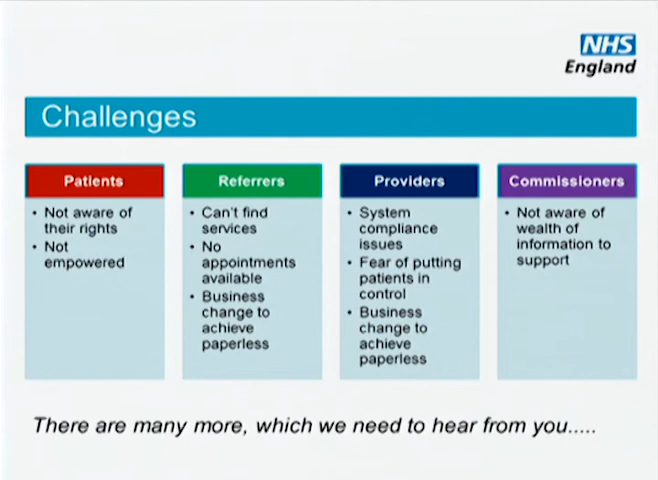 NHS
England
Challenges
Patients
• Not aware of
their rights
• Not
empowered
Referrers
• Can't find
services
• No
appointments
available
• Business
change to
achieve
paperless
Providers
• System
compliance
issues
• Fear of putting
patients in
control
• Business
change to
achieve
paperless
Commissioners
• Not aware of
wealth of
information to
support
There are many more, which we need to hear from you.....